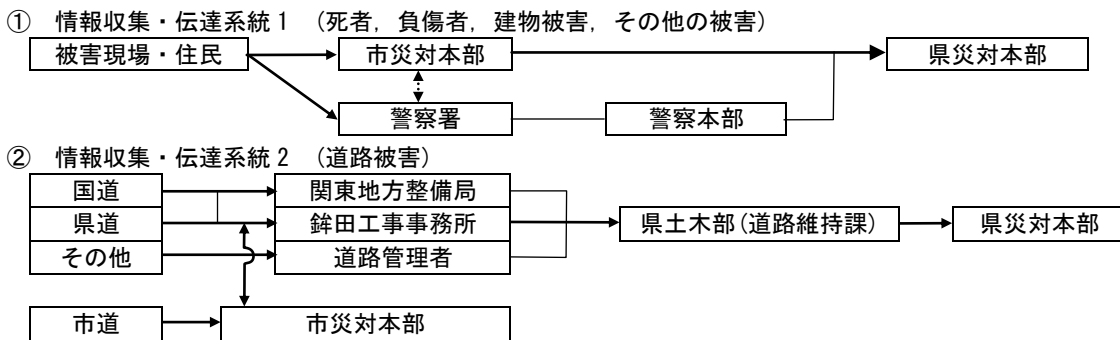 ① 情報収集・伝達系統1 (死者，負傷者，建物被害，その他の被害)
被害現場・住民 市災対本部 県災対本部
警察署 警察本部
② 情報収集・伝達系統2 (道路被害)
国道 関東地方整備局
県道 鉾田工事事務所 県土木部(道路維持課) 県災対本部
その他 道路管理者
市道 市災対本部